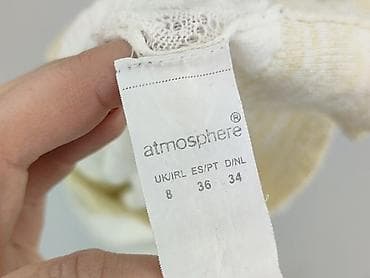 atmosphere®
UK/IRL ES/PT D/NL
8 36 34